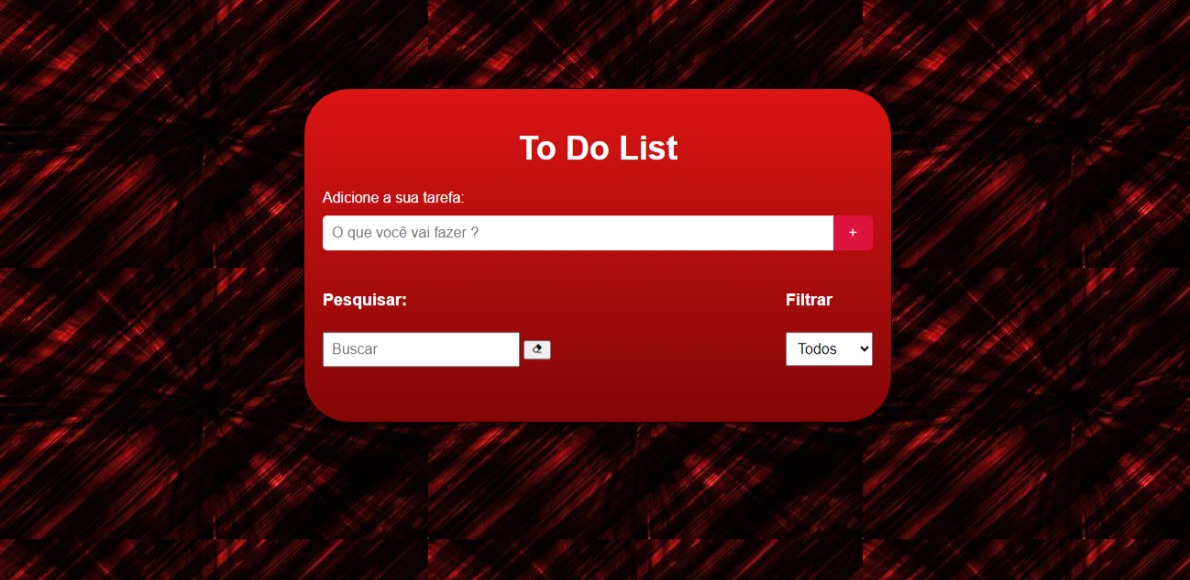 To Do List
Adicione a sua tarefa:
O que você vai fazer ?
+
Pesquisar:
Filtrar
Buscar
Todos